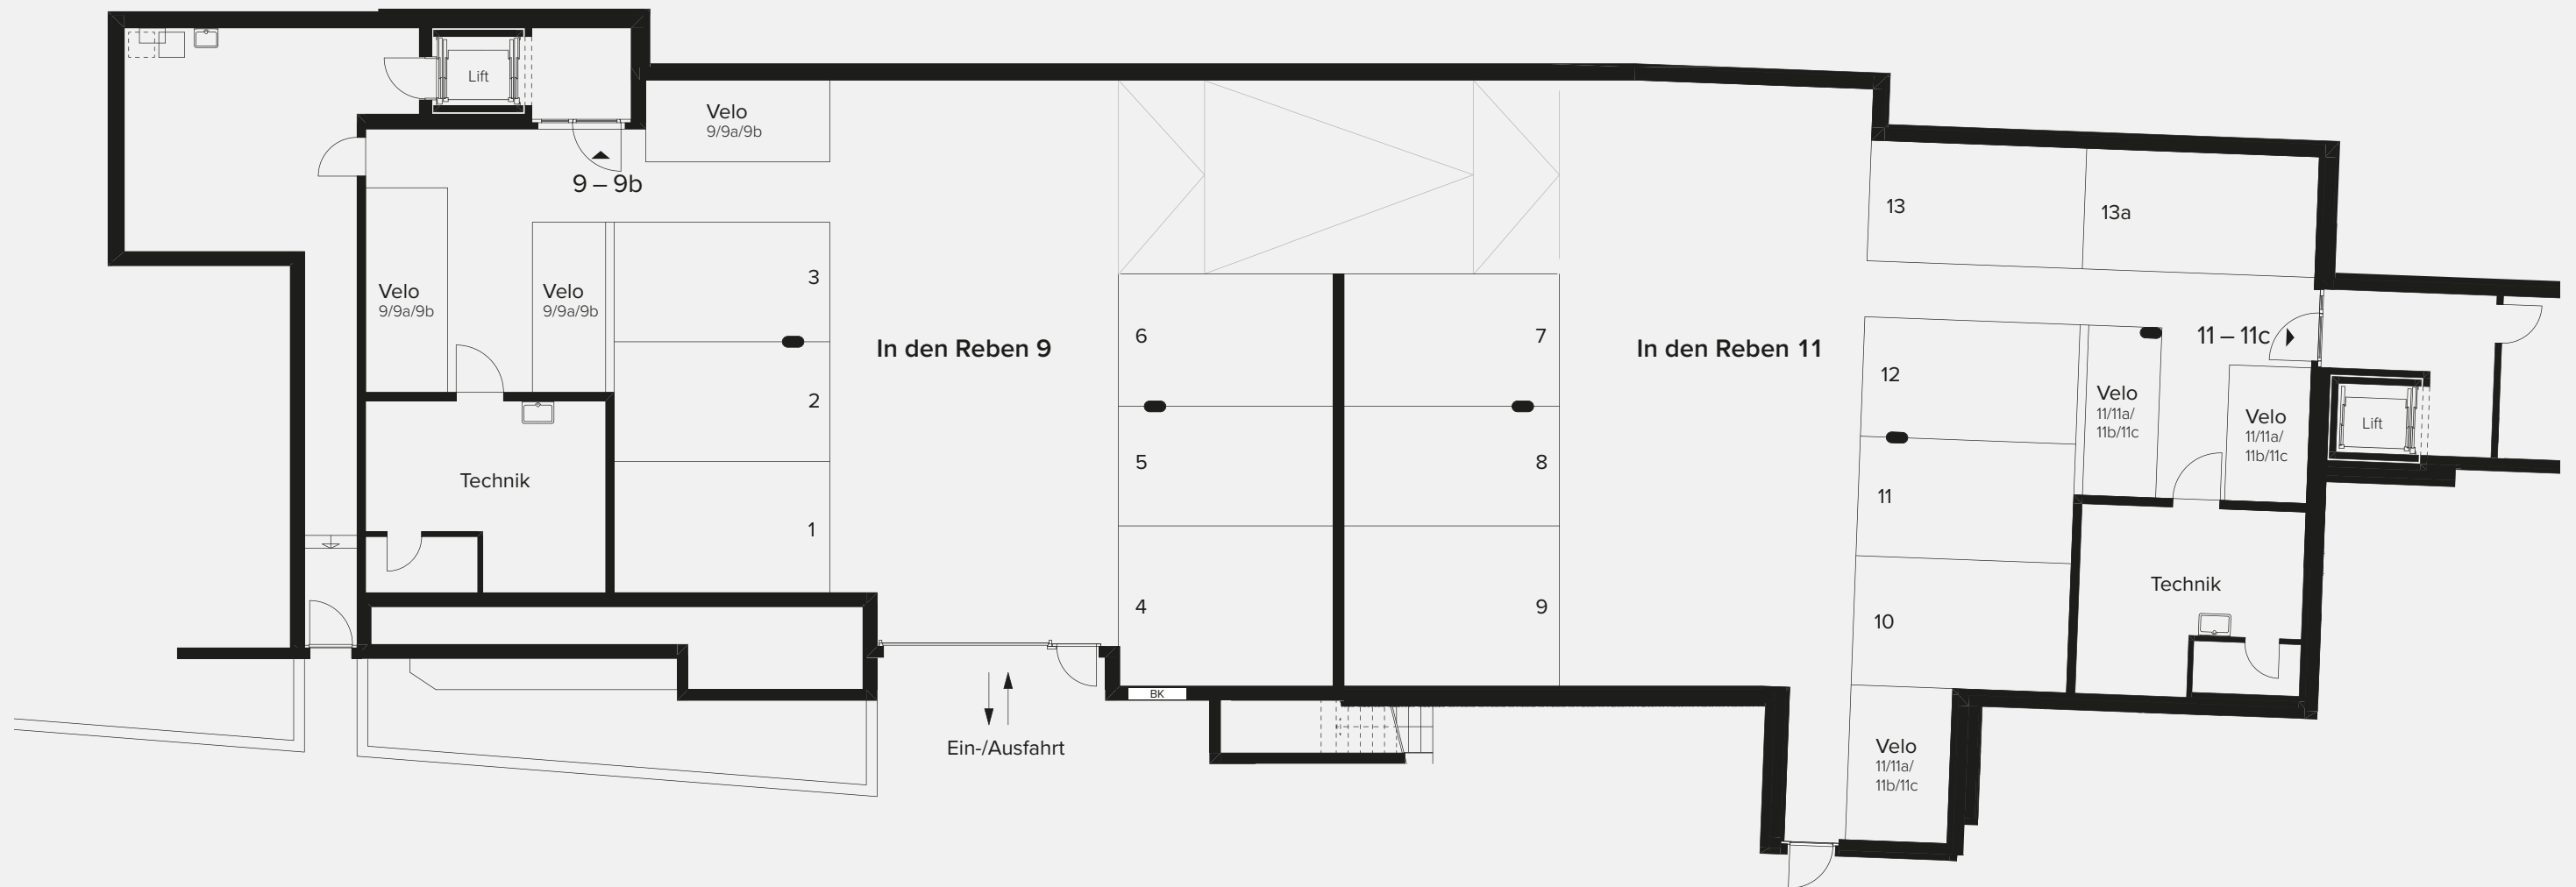 Lift
Velo
9/9a/9b
9 – 9b
Velo
9/9a/9b
Velo
9/9a/9b
3
2
1
Technik
In den Reben 9
6
5
4
7
8
9
BK
Ein-/Ausfahrt
In den Reben 11
13
13a
12
11
10
11 – 11c
Velo
11/11a/
11b/11c
Velo
11/11a/
11b/11c
Lift
Technik
Velo
11/11a/
11b/11c